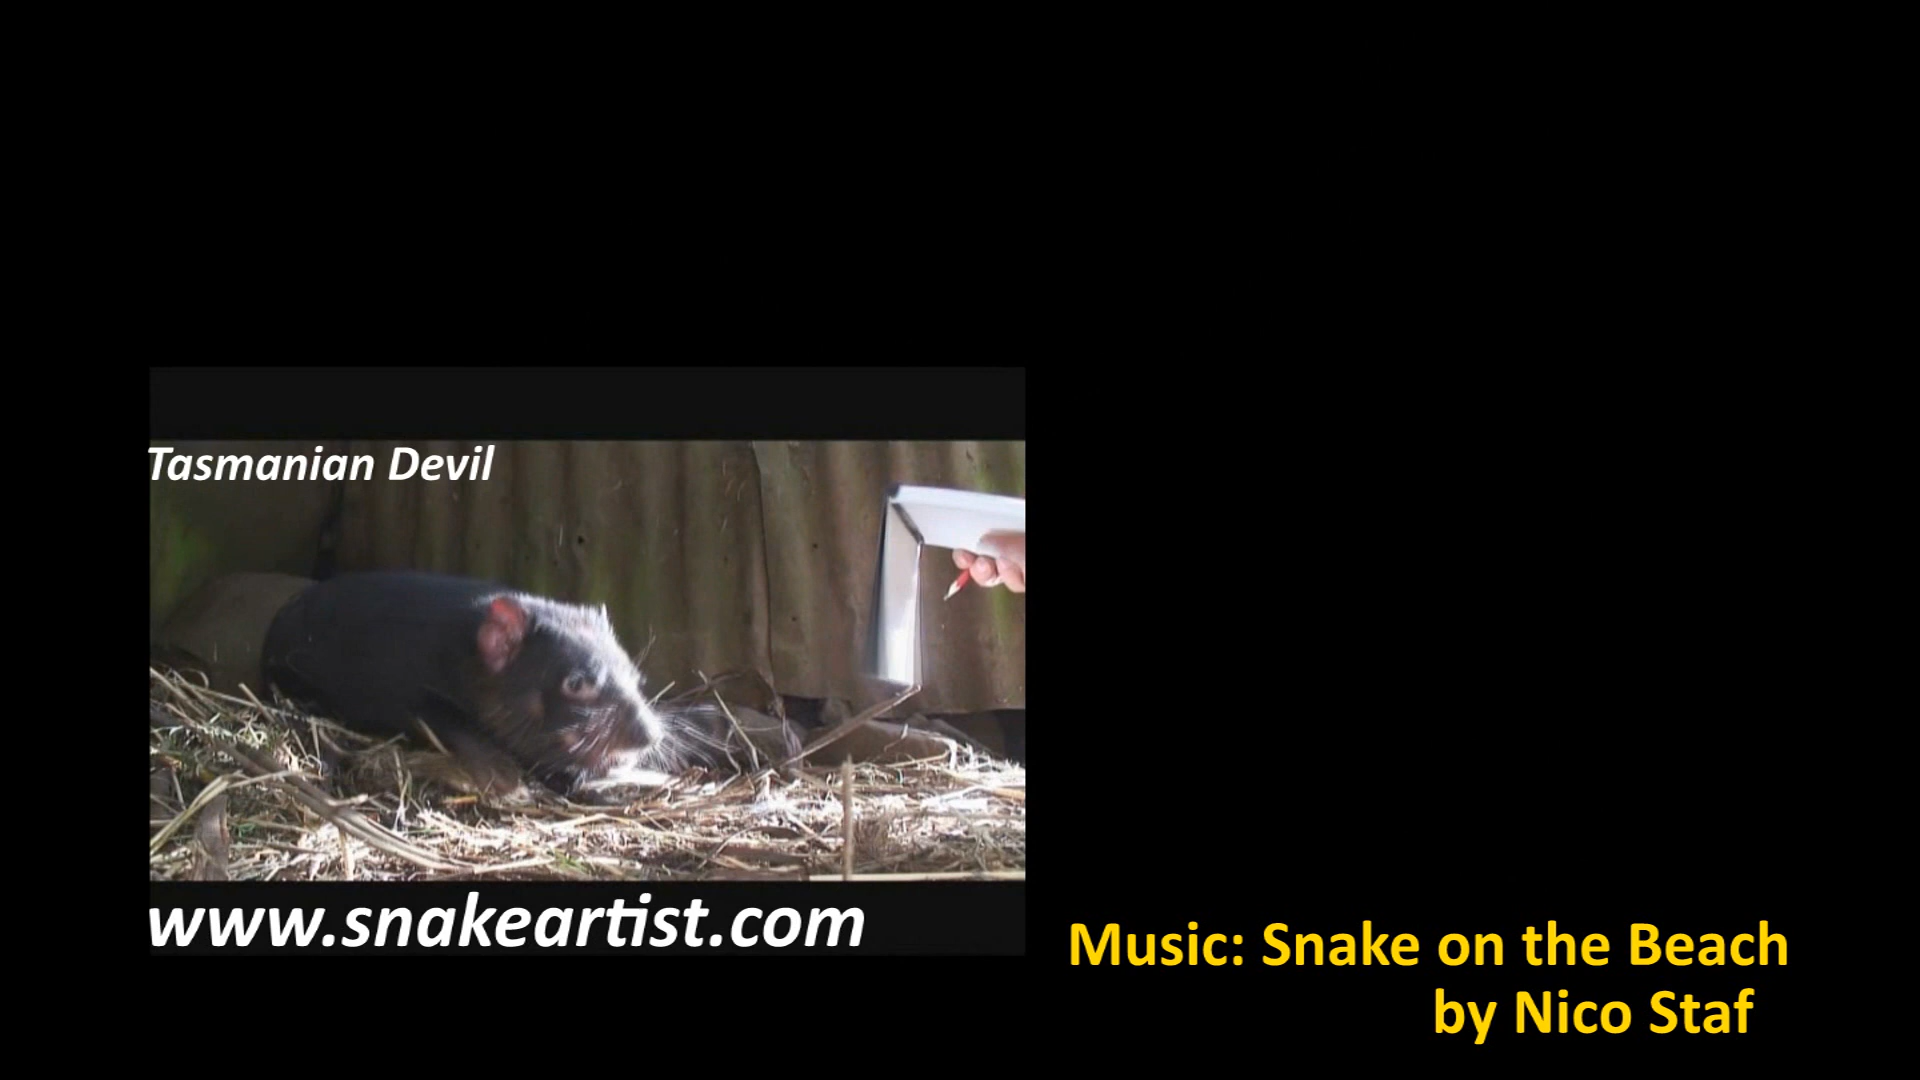 Tasmanian Devil
www.snakeartist.com
Music: Snake on the Beach
by Nico Staf